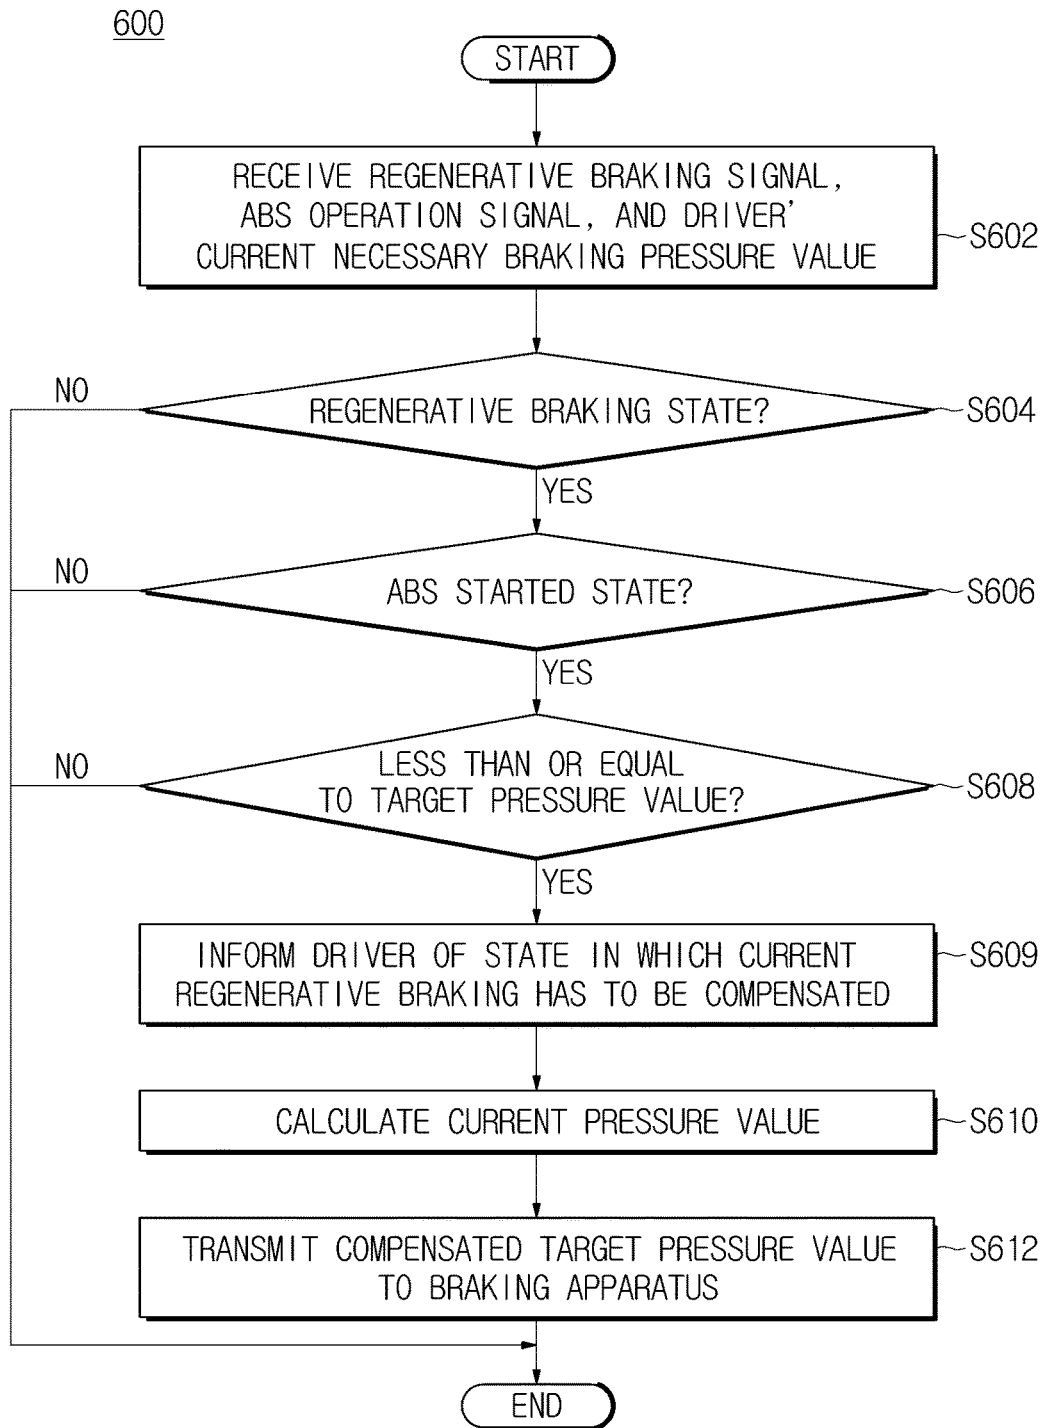 600
START
RECEIVE REGENERATIVE BRAKING SIGNAL,
ABS OPERATION SIGNAL, AND DRIVER'
CURRENT NECESSARY BRAKING PRESSURE VALUE
S602
NO
REGENERATIVE BRAKING STATE?
S604
YES
NO
ABS STARTED STATE?
S606
YES
NO
LESS THAN OR EQUAL
TO TARGET PRESSURE VALUE?
S608
YES
INFORM DRIVER OF STATE IN WHICH CURRENT
REGENERATIVE BRAKING HAS TO BE COMPENSATED
S609
CALCULATE CURRENT PRESSURE VALUE
S610
TRANSMIT COMPENSATED TARGET PRESSURE VALUE
TO BRAKING APPARATUS
S612
END